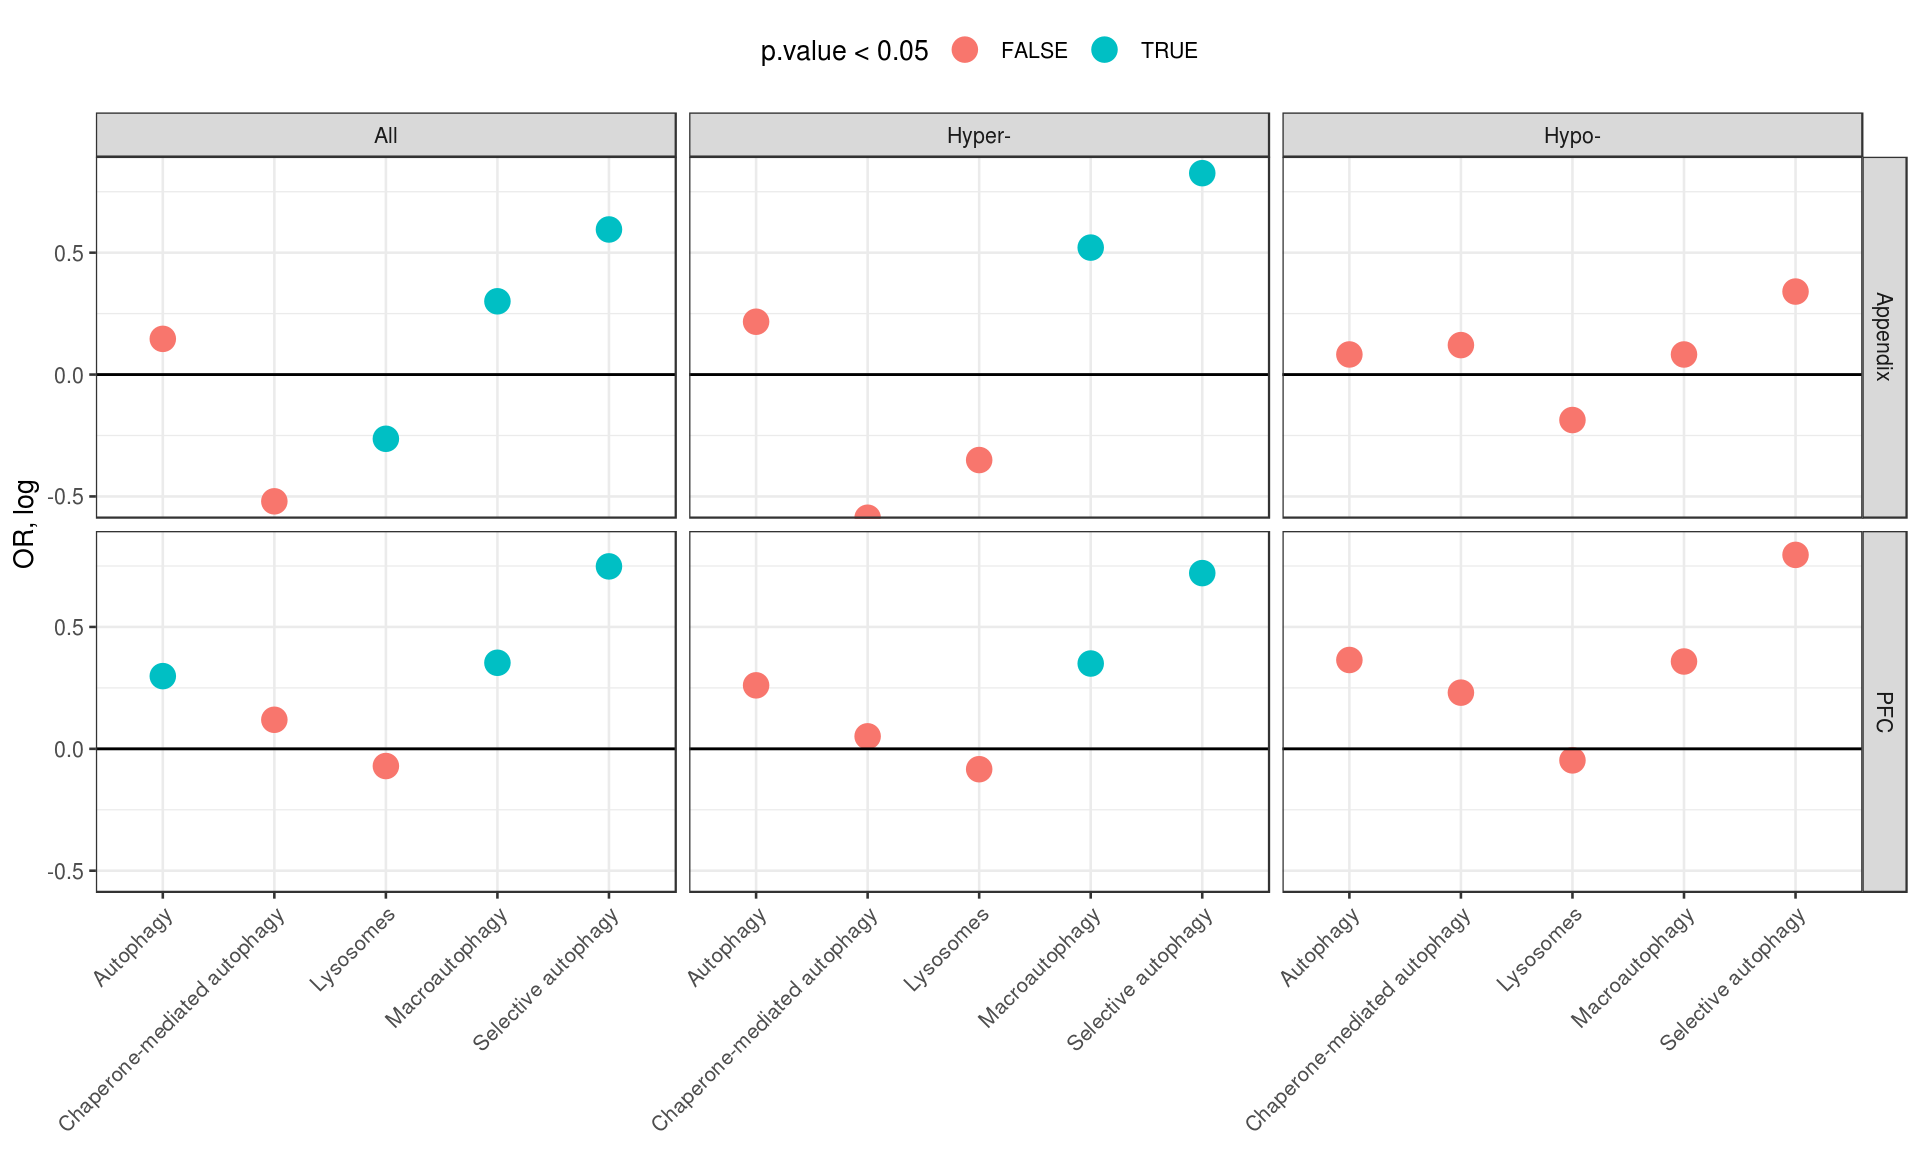 p.value < 0.05 FALSE TRUE
All Hyper- Hypo-
0.5
0.0
-0.5
Appendix
OR, log
0.5
0.0
-0.5
PFC
Autophagy
Chaperone-mediated autophagy
Lysosomes
Macroautophagy
Selective autophagy
Autophagy
Chaperone-mediated autophagy
Lysosomes
Macroautophagy
Selective autophagy
Autophagy
Chaperone-mediated autophagy
Lysosomes
Macroautophagy
Selective autophagy